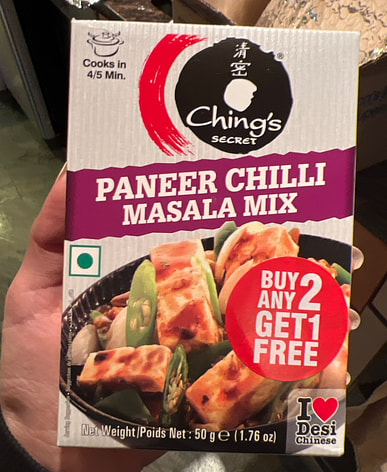 Cooks in
4/5 Min.
清
密
®
Ching's
SECRET
PANEER CHILLI
MASALA MIX
BUY 2
ANY
GET 1
FREE
Net Weight/Poids Net : 50 g e (1.76 oz)
I ♥
Desi
Chinese